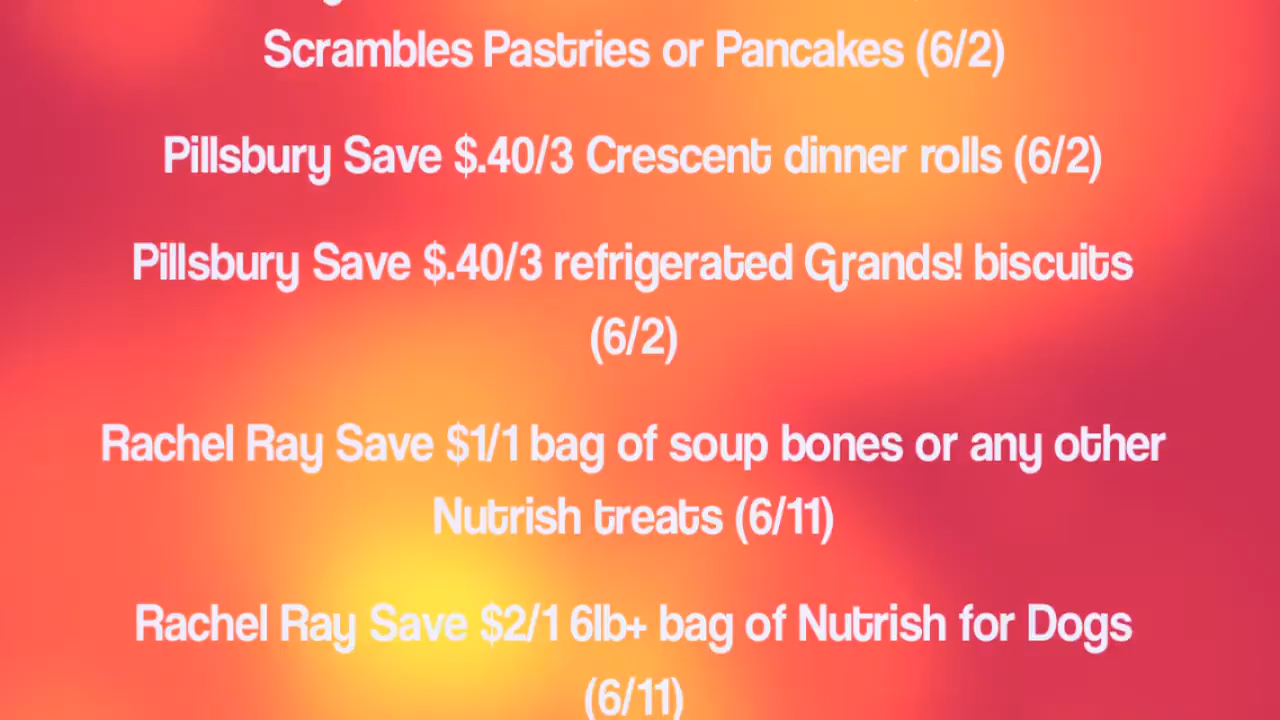 Scrambles Pastries or Pancakes (6/2)
Pillsbury Save $.40/3 Crescent dinner rolls (6/2)
Pillsbury Save $.40/3 refrigerated Grands! biscuits
(6/2)
Rachel Ray Save $1/1 bag of soup bones or any other
Nutrish treats (6/11)
Rachel Ray Save $2/1 6lb+ bag of Nutrish for Dogs
(6/11)